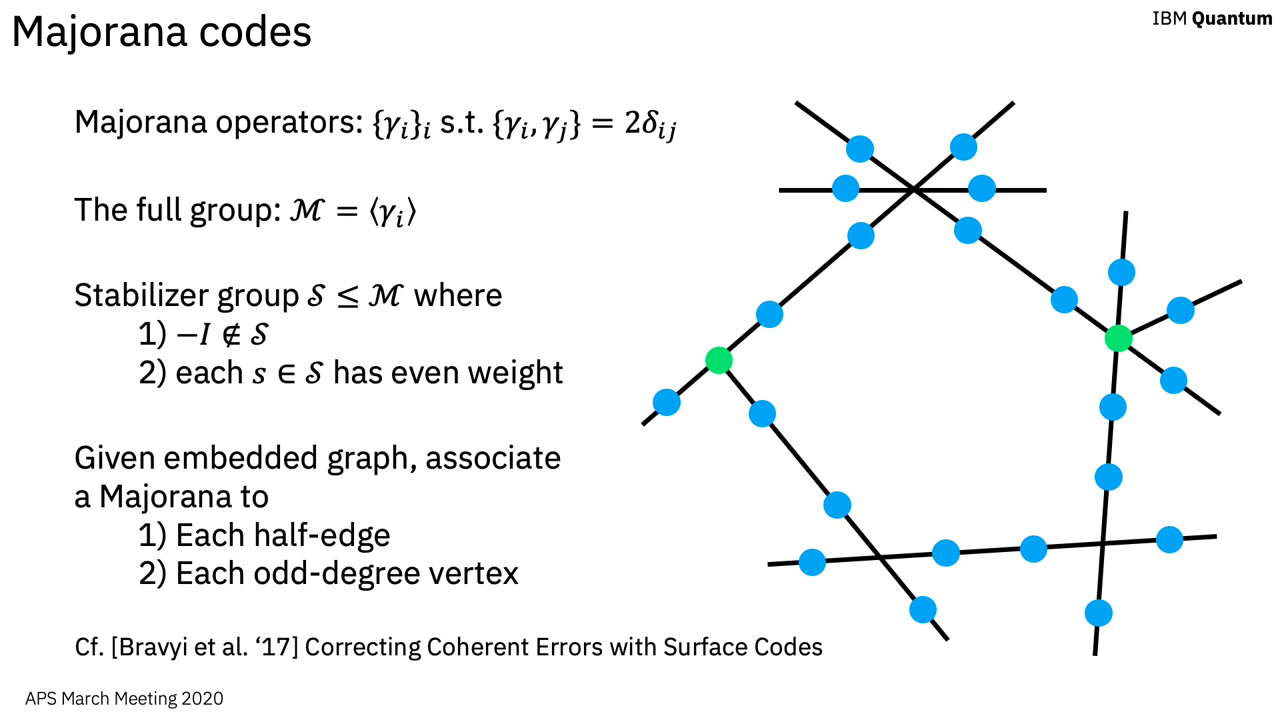 Majorana codes
IBM Quantum
Majorana operators: {γᵢ}ᵢ s.t. {γᵢ, γⱼ} = 2δᵢⱼ
The full group: ℳ = ⟨γᵢ⟩
Stabilizer group 𝒮 ≤ ℳ where
1) −I ∉ 𝒮
2) each s ∈ 𝒮 has even weight
Given embedded graph, associate
a Majorana to
1) Each half-edge
2) Each odd-degree vertex
Cf. [Bravyi et al. ‘17] Correcting Coherent Errors with Surface Codes
APS March Meeting 2020